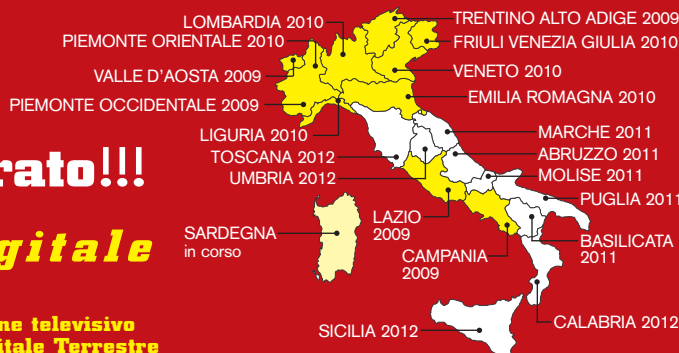 LOMBARDIA 2010
PIEMONTE ORIENTALE 2010
VALLE D'AOSTA 2009
PIEMONTE OCCIDENTALE 2009
LIGURIA 2010
TOSCANA 2012
UMBRIA 2012
TRENTINO ALTO ADIGE 2009
FRIULI VENEZIA GIULIA 2010
VENETO 2010
EMILIA ROMAGNA 2010
MARCHE 2011
ABRUZZO 2011
MOLISE 2011
PUGLIA 2011
BASILICATA
2011
CALABRIA 2012
SARDEGNA
in corso
LAZIO
2009
CAMPANIA
2009
SICILIA 2012
rato!!!
gitale
ne televisivo
itale Terrestre